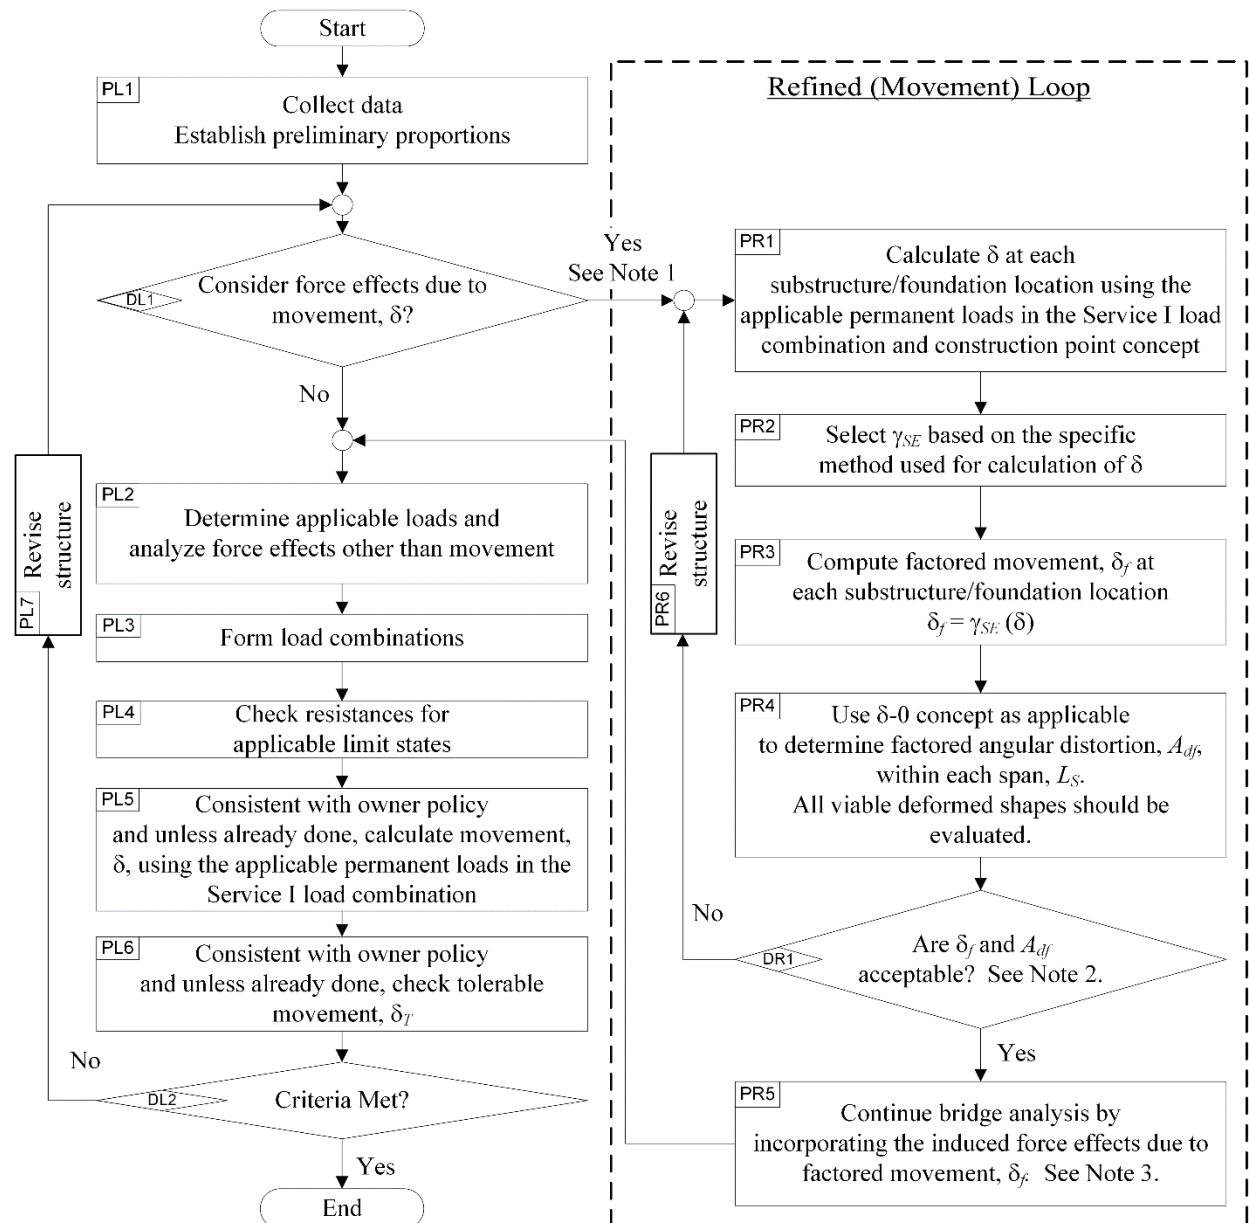 Start
PL1
Collect data
Establish preliminary proportions
DL1
Consider force effects due to
movement, δ?
Yes
See Note 1
No
PL2
Determine applicable loads and
analyze force effects other than movement
PL3
Form load combinations
PL4
Check resistances for
applicable limit states
PL5
Consistent with owner policy
and unless already done, calculate movement,
δ, using the applicable permanent loads in the
Service I load combination
PL6
Consistent with owner policy
and unless already done, check tolerable
movement, δT
DL2
Criteria Met?
No
Yes
End
PL7
Revise
structure
Refined (Movement) Loop
PR1
Calculate δ at each
substructure/foundation location using the
applicable permanent loads in the Service I load
combination and construction point concept
PR2
Select γSE based on the specific
method used for calculation of δ
PR3
Compute factored movement, δf at
each substructure/foundation location
δf = γSE (δ)
PR4
Use δ-0 concept as applicable
to determine factored angular distortion, Adf,
within each span, LS.
All viable deformed shapes should be
evaluated.
DR1
Are δf and Adf
acceptable? See Note 2.
No
Yes
PR5
Continue bridge analysis by
incorporating the induced force effects due to
factored movement, δf. See Note 3.
PR6
Revise
structure